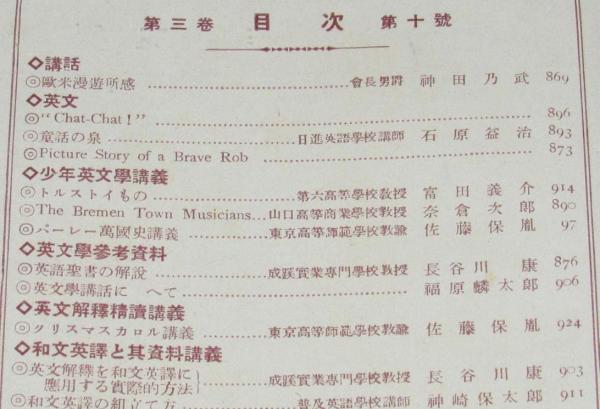 第三卷 目次 第十號
◇講話
◎歐米漫遊所感 會長男爵 神田乃武 869
◇英文
◎"Chat-Chat!" 896
◎童話の泉 日進英語學校講師 石原益治 893
◎Picture Story of a Brave Rob 873
◇少年英文學講義
◎トルストイもの 第六高等學校教授 富田義介 914
◎The Bremen Town Musicians 山口高等商業學校教授 奈倉次郎 890
◎パーレー萬國史講義 東京高等師範學校教諭 佐藤保胤 97
◇英文學參考資料
◎英語聖書の解說 成蹊實業專門學校教授 長谷川康 876
◎英文學講話に へて 福原麟太郎 906
◇英文解釋精讀講義
◎クリスマスカロル講義 東京高等師範學校教諭 佐藤保胤 924
◇和文英譯と其資料講義
◎英文解釋を和文英譯に
應用する實際的方法} 成蹊實業專門學校教授 長谷川康 903
◎和文英譯の組立て方 普及英語學校講師 神崎保太郎 911